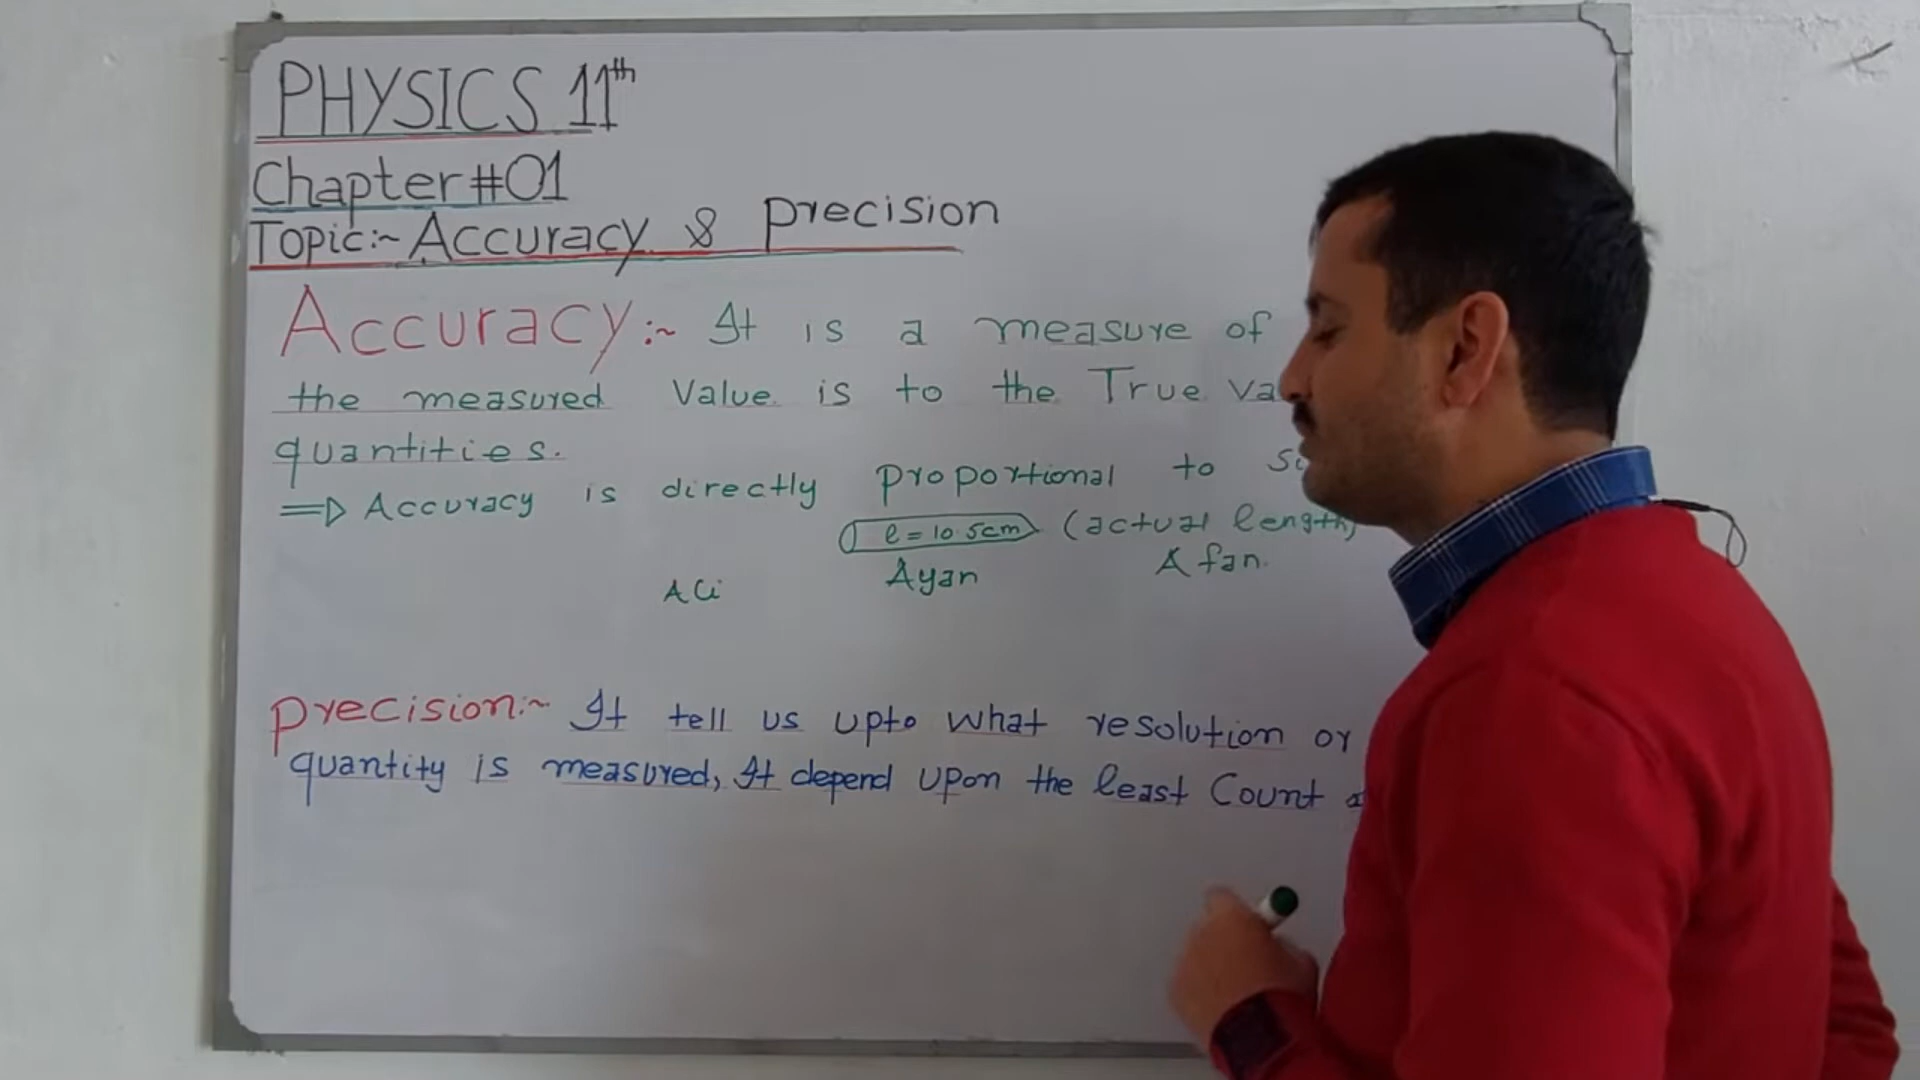 PHYSICS 11th
Chapter #01
Topic:~ Accuracy & precision
Accuracy:~ It is a measure of
the measured Value is to the True
quantities.
⇒ Accuracy is directly proportional to
l = 10.5cm (actual length)
Ali Ayan Afan.
precision:~ It tell us upto what resolution or
quantity is measured, It depend upon the least Count